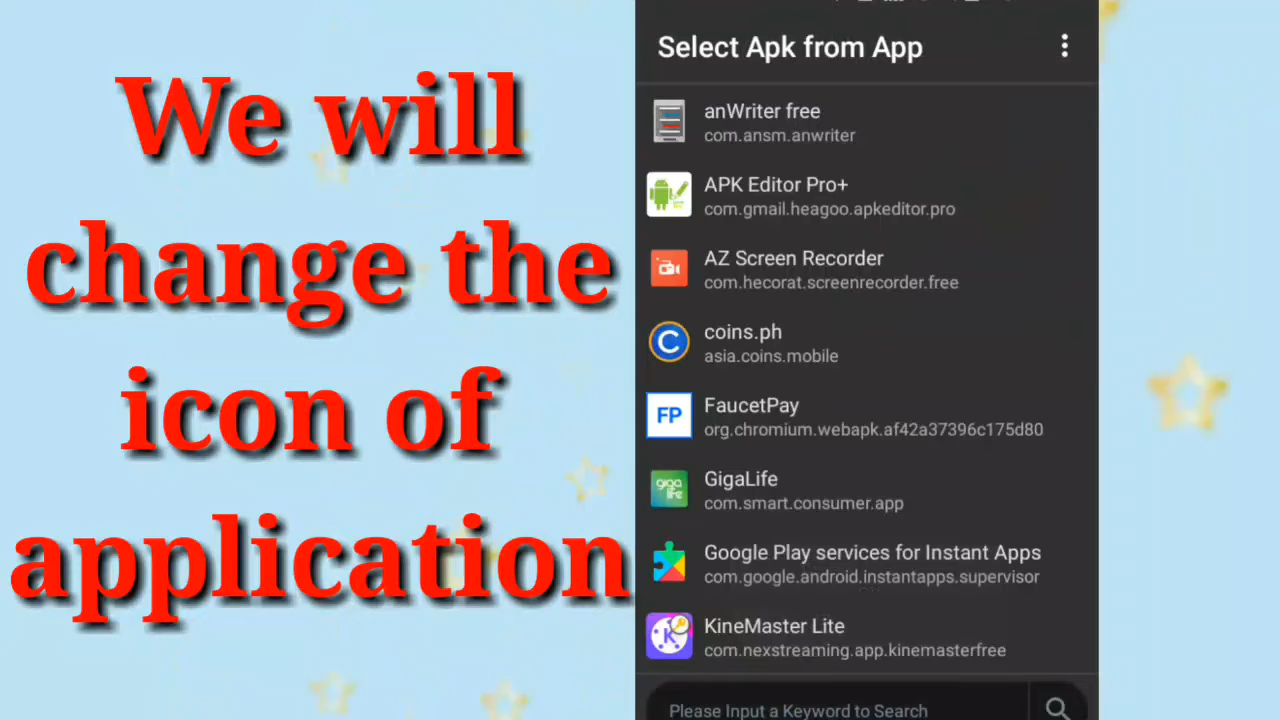 We will
change the
icon of
application
Select Apk from App
anWriter free
com.ansm.anwriter
APK Editor Pro+
com.gmail.heagoo.apkeditor.pro
AZ Screen Recorder
com.hecorat.screenrecorder.free
C
coins.ph
asia.coins.mobile
FP
FaucetPay
org.chromium.webapk.af42a37396c175d80
giga
life
GigaLife
com.smart.consumer.app
Google Play services for Instant Apps
com.google.android.instantapps.supervisor
K
KineMaster Lite
com.nexstreaming.app.kinemasterfree
Please Input a Keyword to Search